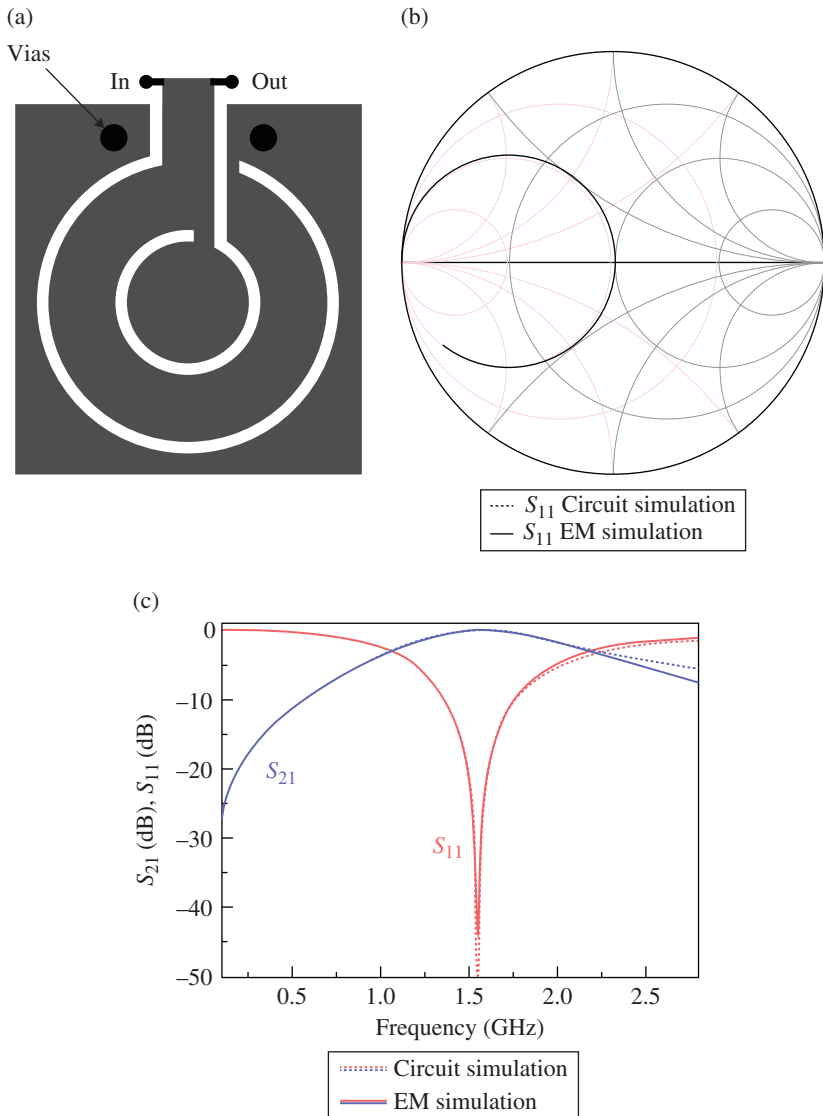 (a)
Vias
In
Out
(b)
S11 Circuit simulation
S11 EM simulation
(c)
S21 (dB), S11 (dB)
0
–10
–20
–30
–40
–50
S21
S11
0.5 1.0 1.5 2.0 2.5
Frequency (GHz)
Circuit simulation
EM simulation